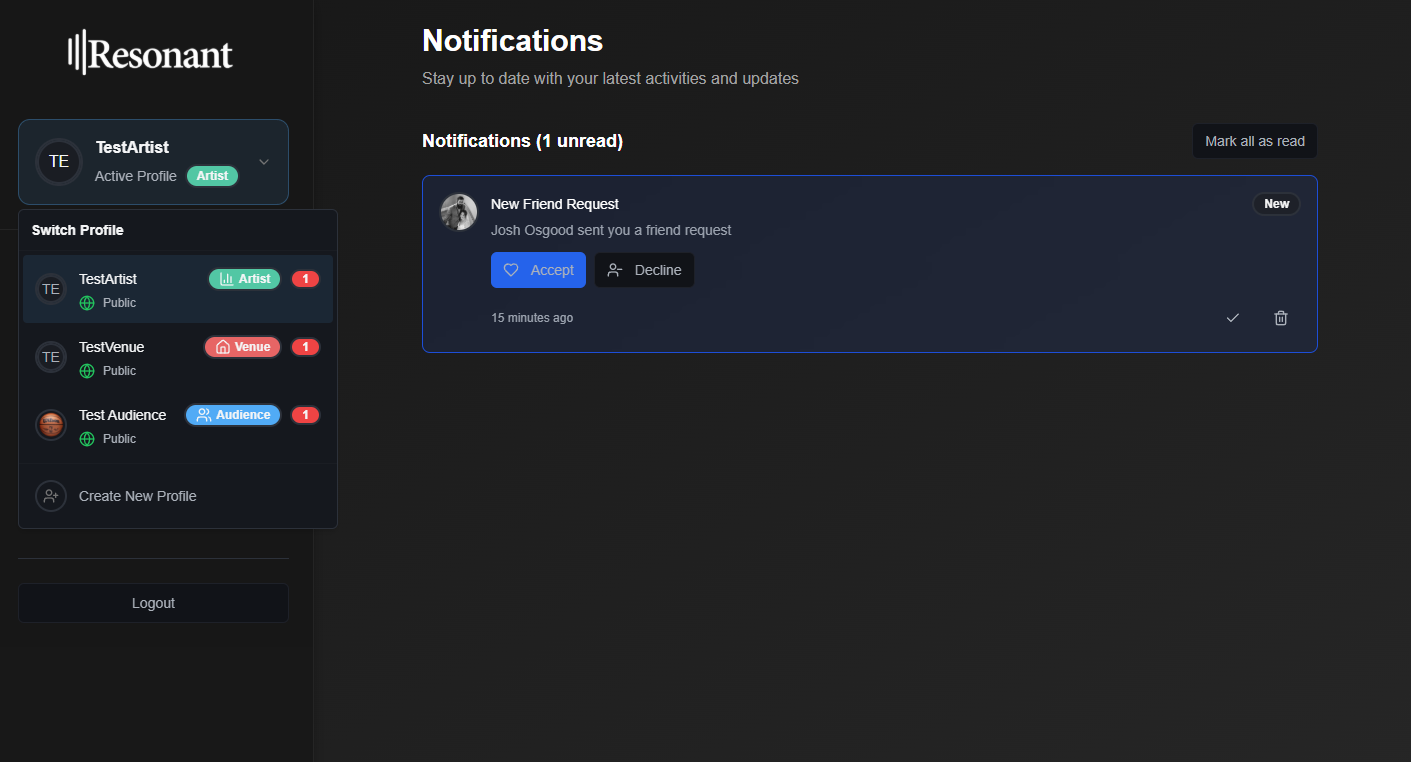 Resonant
TE
TestArtist
Active Profile Artist
Switch Profile
TE
TestArtist Artist 1
Public
TE
TestVenue Venue 1
Public
Test Audience Audience 1
Public
Create New Profile
Logout
Notifications
Stay up to date with your latest activities and updates
Notifications (1 unread)
Mark all as read
New Friend Request
New
Josh Osgood sent you a friend request
Accept
Decline
15 minutes ago